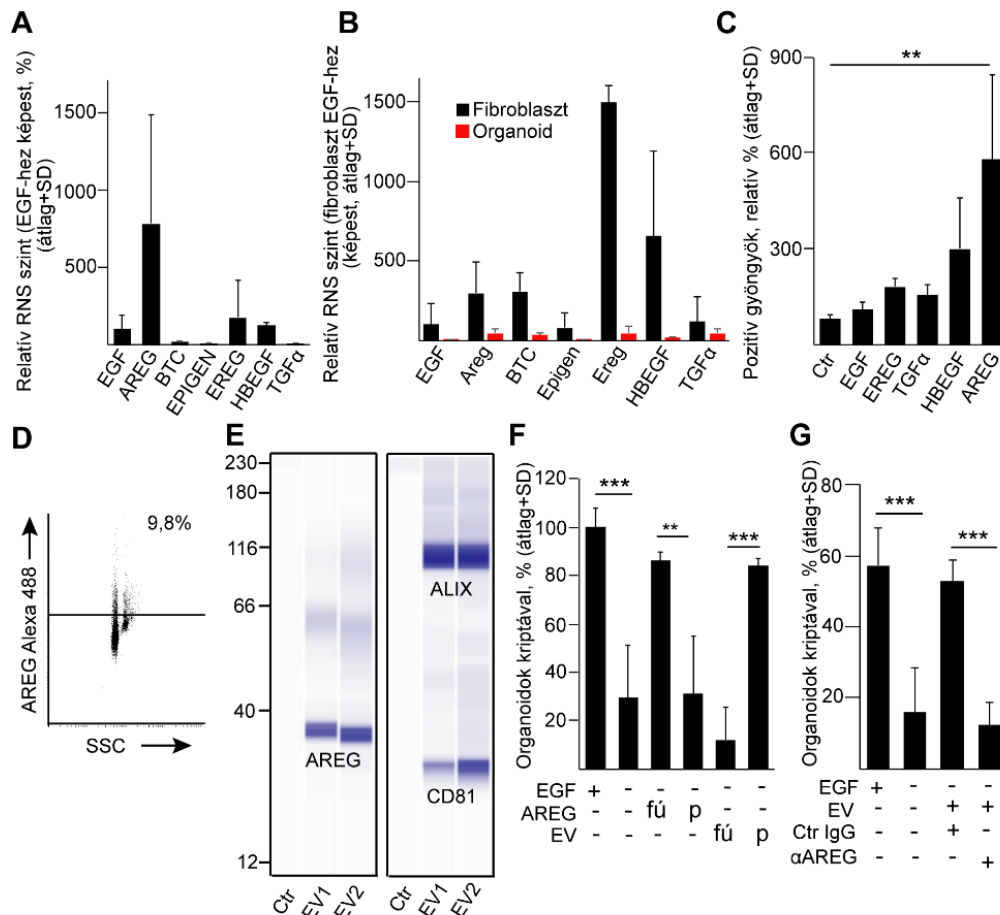 A
Relatív RNS szint (EGF-hez képest, %)
(átlag+SD)
1500
1000
500
EGF
AREG
BTC
EPIGEN
EREG
HBEGF
TGFα
B
Relatív RNS szint (fibroblaszt EGF-hez
(képest, átlag+SD)
1500
1000
500
Fibroblaszt
Organoid
EGF
Areg
BTC
Epigen
Ereg
HBEGF
TGFα
C
Pozitív gyöngyök, relatív % (átlag+SD)
900
600
300
**
Ctr
EGF
EREG
TGFα
HBEGF
AREG
D
AREG Alexa 488
9,8%
SSC
E
230
180
116
66
40
12
AREG
ALIX
CD81
Ctr
EV1
EV2
Ctr
EV1
EV2
F
Organoidok kriptával, % (átlag+SD)
120
100
80
60
40
20
*** ** ***
EGF + - - - - -
AREG - - fú p - -
EV - - - - fú p
G
Organoidok kriptával, % (átlag+SD)
80
60
40
20
*** ***
EGF + - - -
EV - - + +
Ctr IgG - - + -
αAREG - - - +